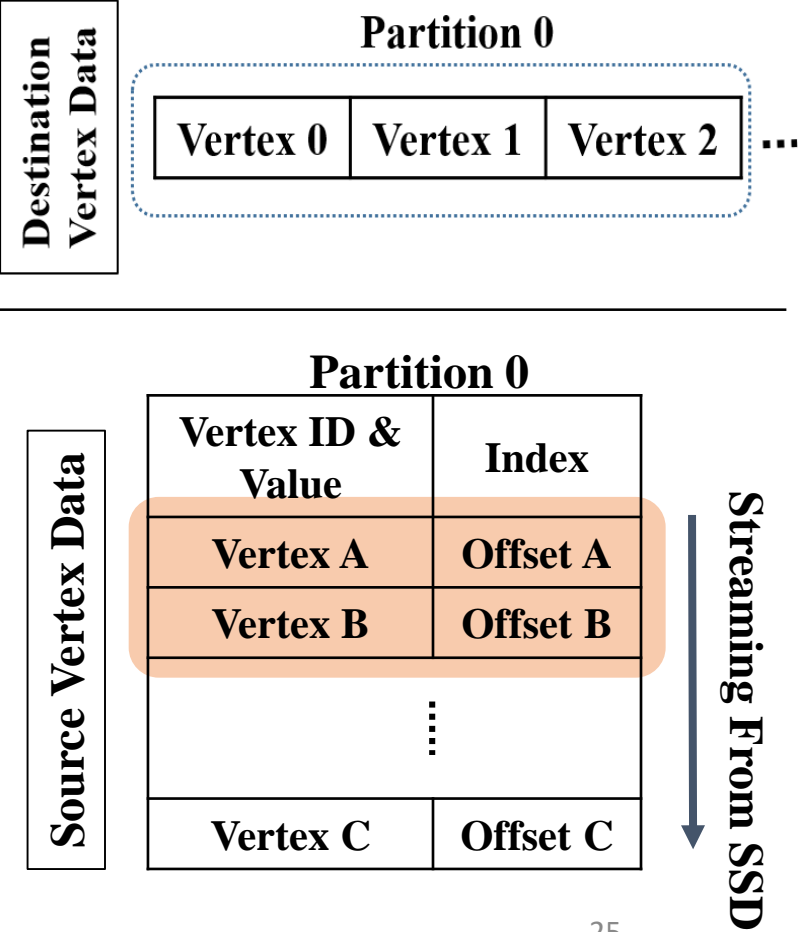 Destination
Vertex Data
Partition 0
Vertex 0
Vertex 1
Vertex 2
...
Source Vertex Data
Partition 0
Vertex ID &
Value
Index
Vertex A
Offset A
Vertex B
Offset B
.....
Vertex C
Offset C
Streaming From SSD
25